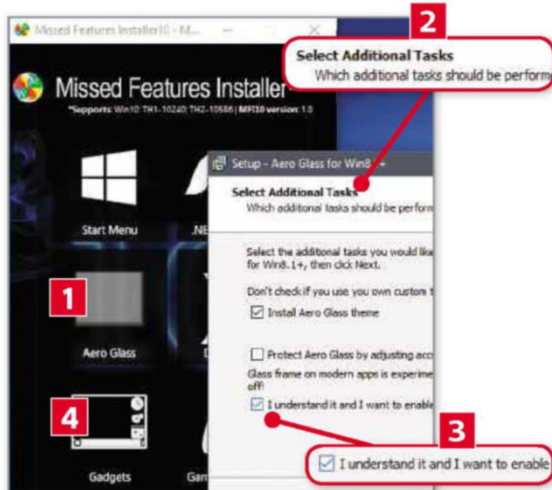 2
Missed Features Installer10 - M...
Select Additional Tasks
Which additional tasks should be perform
Missed Features Installer
*Supports: Win10: TH1-10240; TH2-10586 | MFI10 version: 1.0
Setup - Aero Glass for Win8.1+
Select Additional Tasks
Which additional tasks should be perform
Start Menu
.NE
Select the additional tasks you would like
for Win8.1+, then click Next.
Don't check if you use you own custom t
1
Install Aero Glass theme
Aero Glass
D
Protect Aero Glass by adjusting acc
Glass frame on modern apps is experime
off!
4
I understand it and I want to enable
3
I understand it and I want to enable
Gadgets
Gan